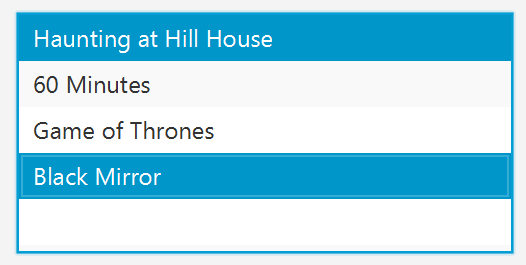 Haunting at Hill House
60 Minutes
Game of Thrones
Black Mirror